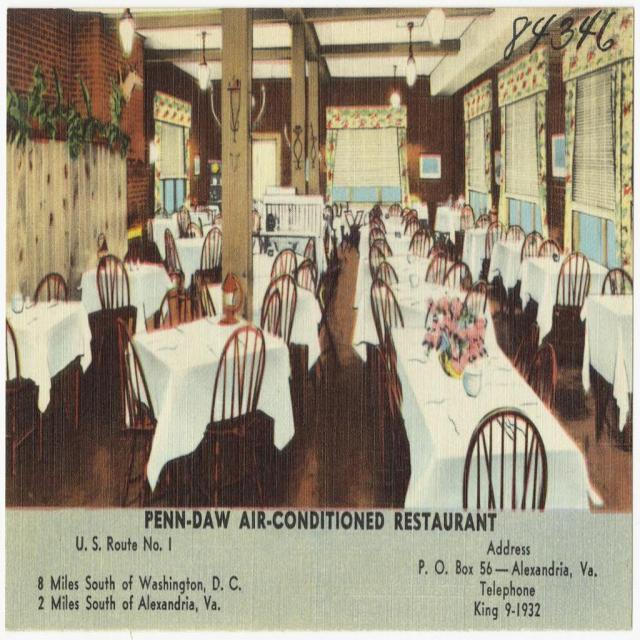 84346
PENN-DAW AIR-CONDITIONED RESTAURANT
U. S. Route No. 1
8 Miles South of Washington, D. C.
2 Miles South of Alexandria, Va.
Address
P. O. Box 56 — Alexandria, Va.
Telephone
King 9-1932